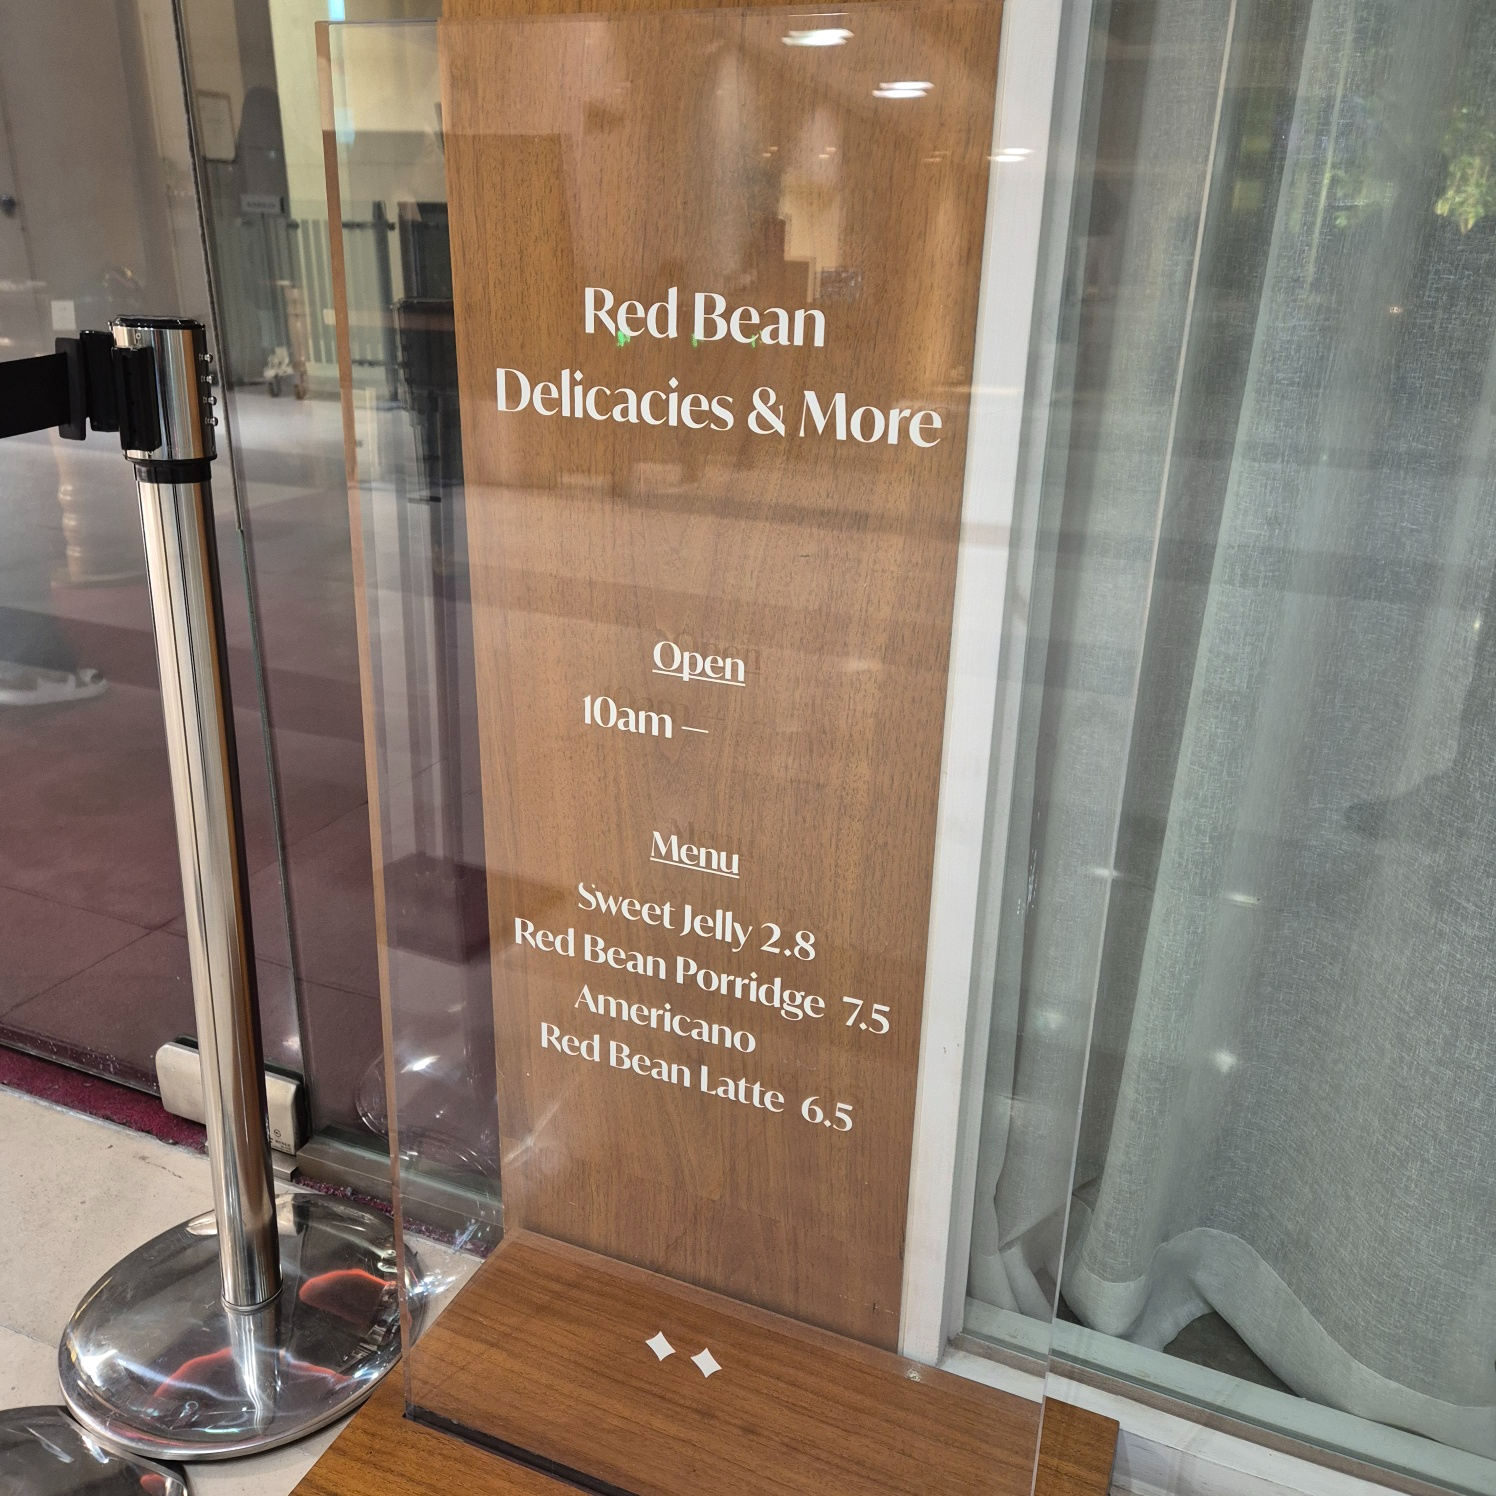 Red Bean
Delicacies & More
Open
10am —
Menu
Sweet Jelly 2.8
Red Bean Porridge 7.5
Americano
Red Bean Latte 6.5